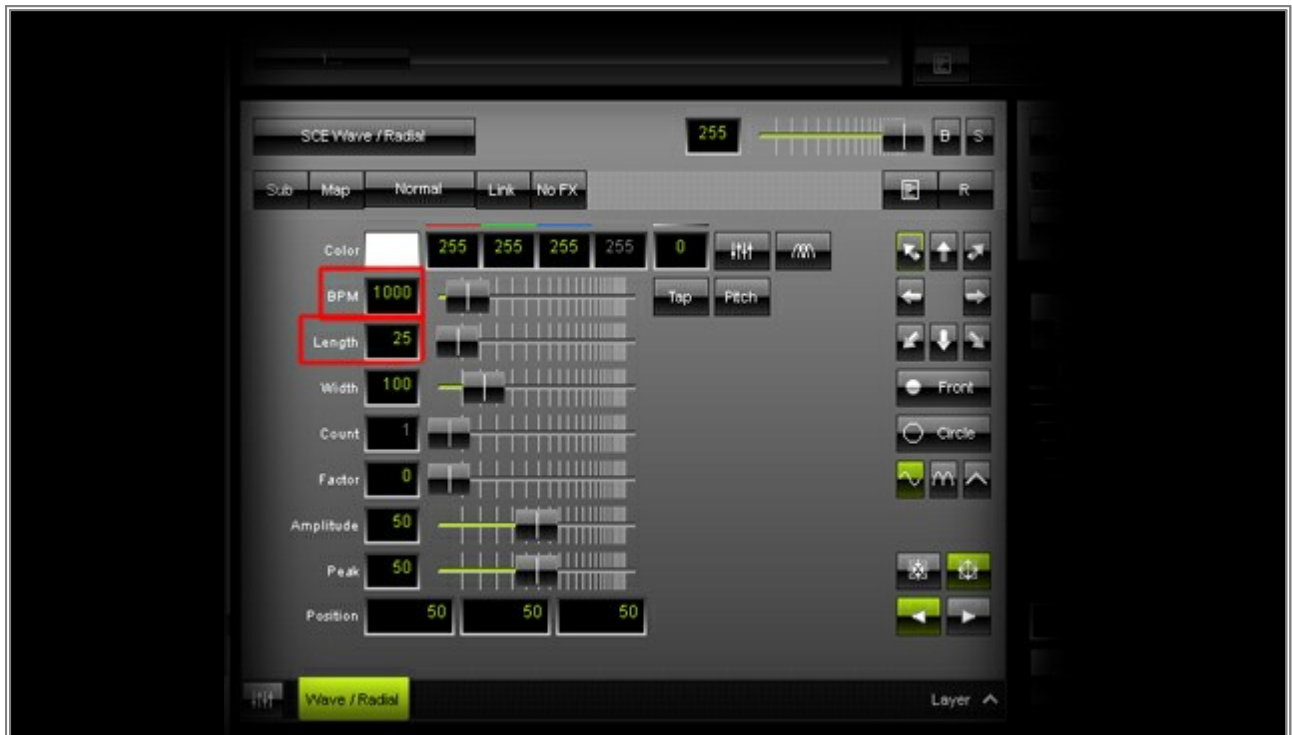 SCE Wave / Radial 255 B S
Sub Map Normal Link No FX R
Color 255 255 255 255 0
BPM 1000 Tap Pitch
Length 25
Width 100 Front
Count 1 Circle
Factor 0
Amplitude 50
Peak 50
Position 50 50 50
Wave / Radial Layer